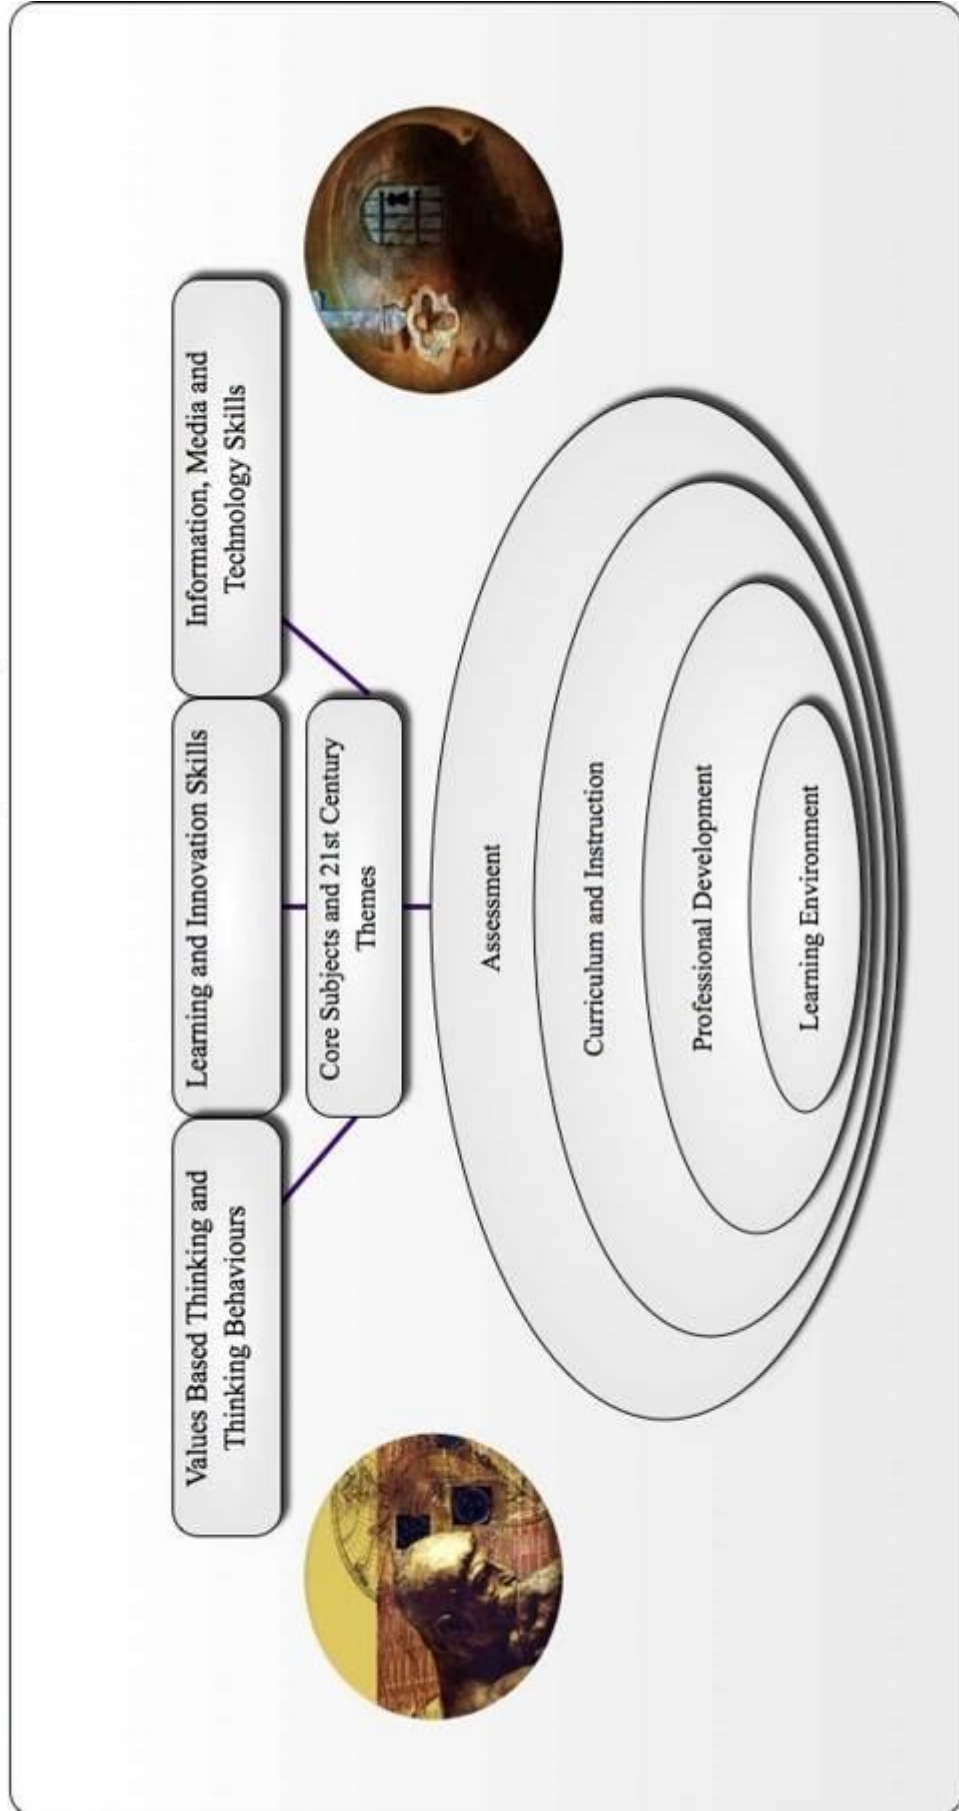 Values Based Thinking and
Thinking Behaviours
Learning and Innovation Skills
Information, Media and
Technology Skills
Core Subjects and 21st Century
Themes
Assessment
Curriculum and Instruction
Professional Development
Learning Environment